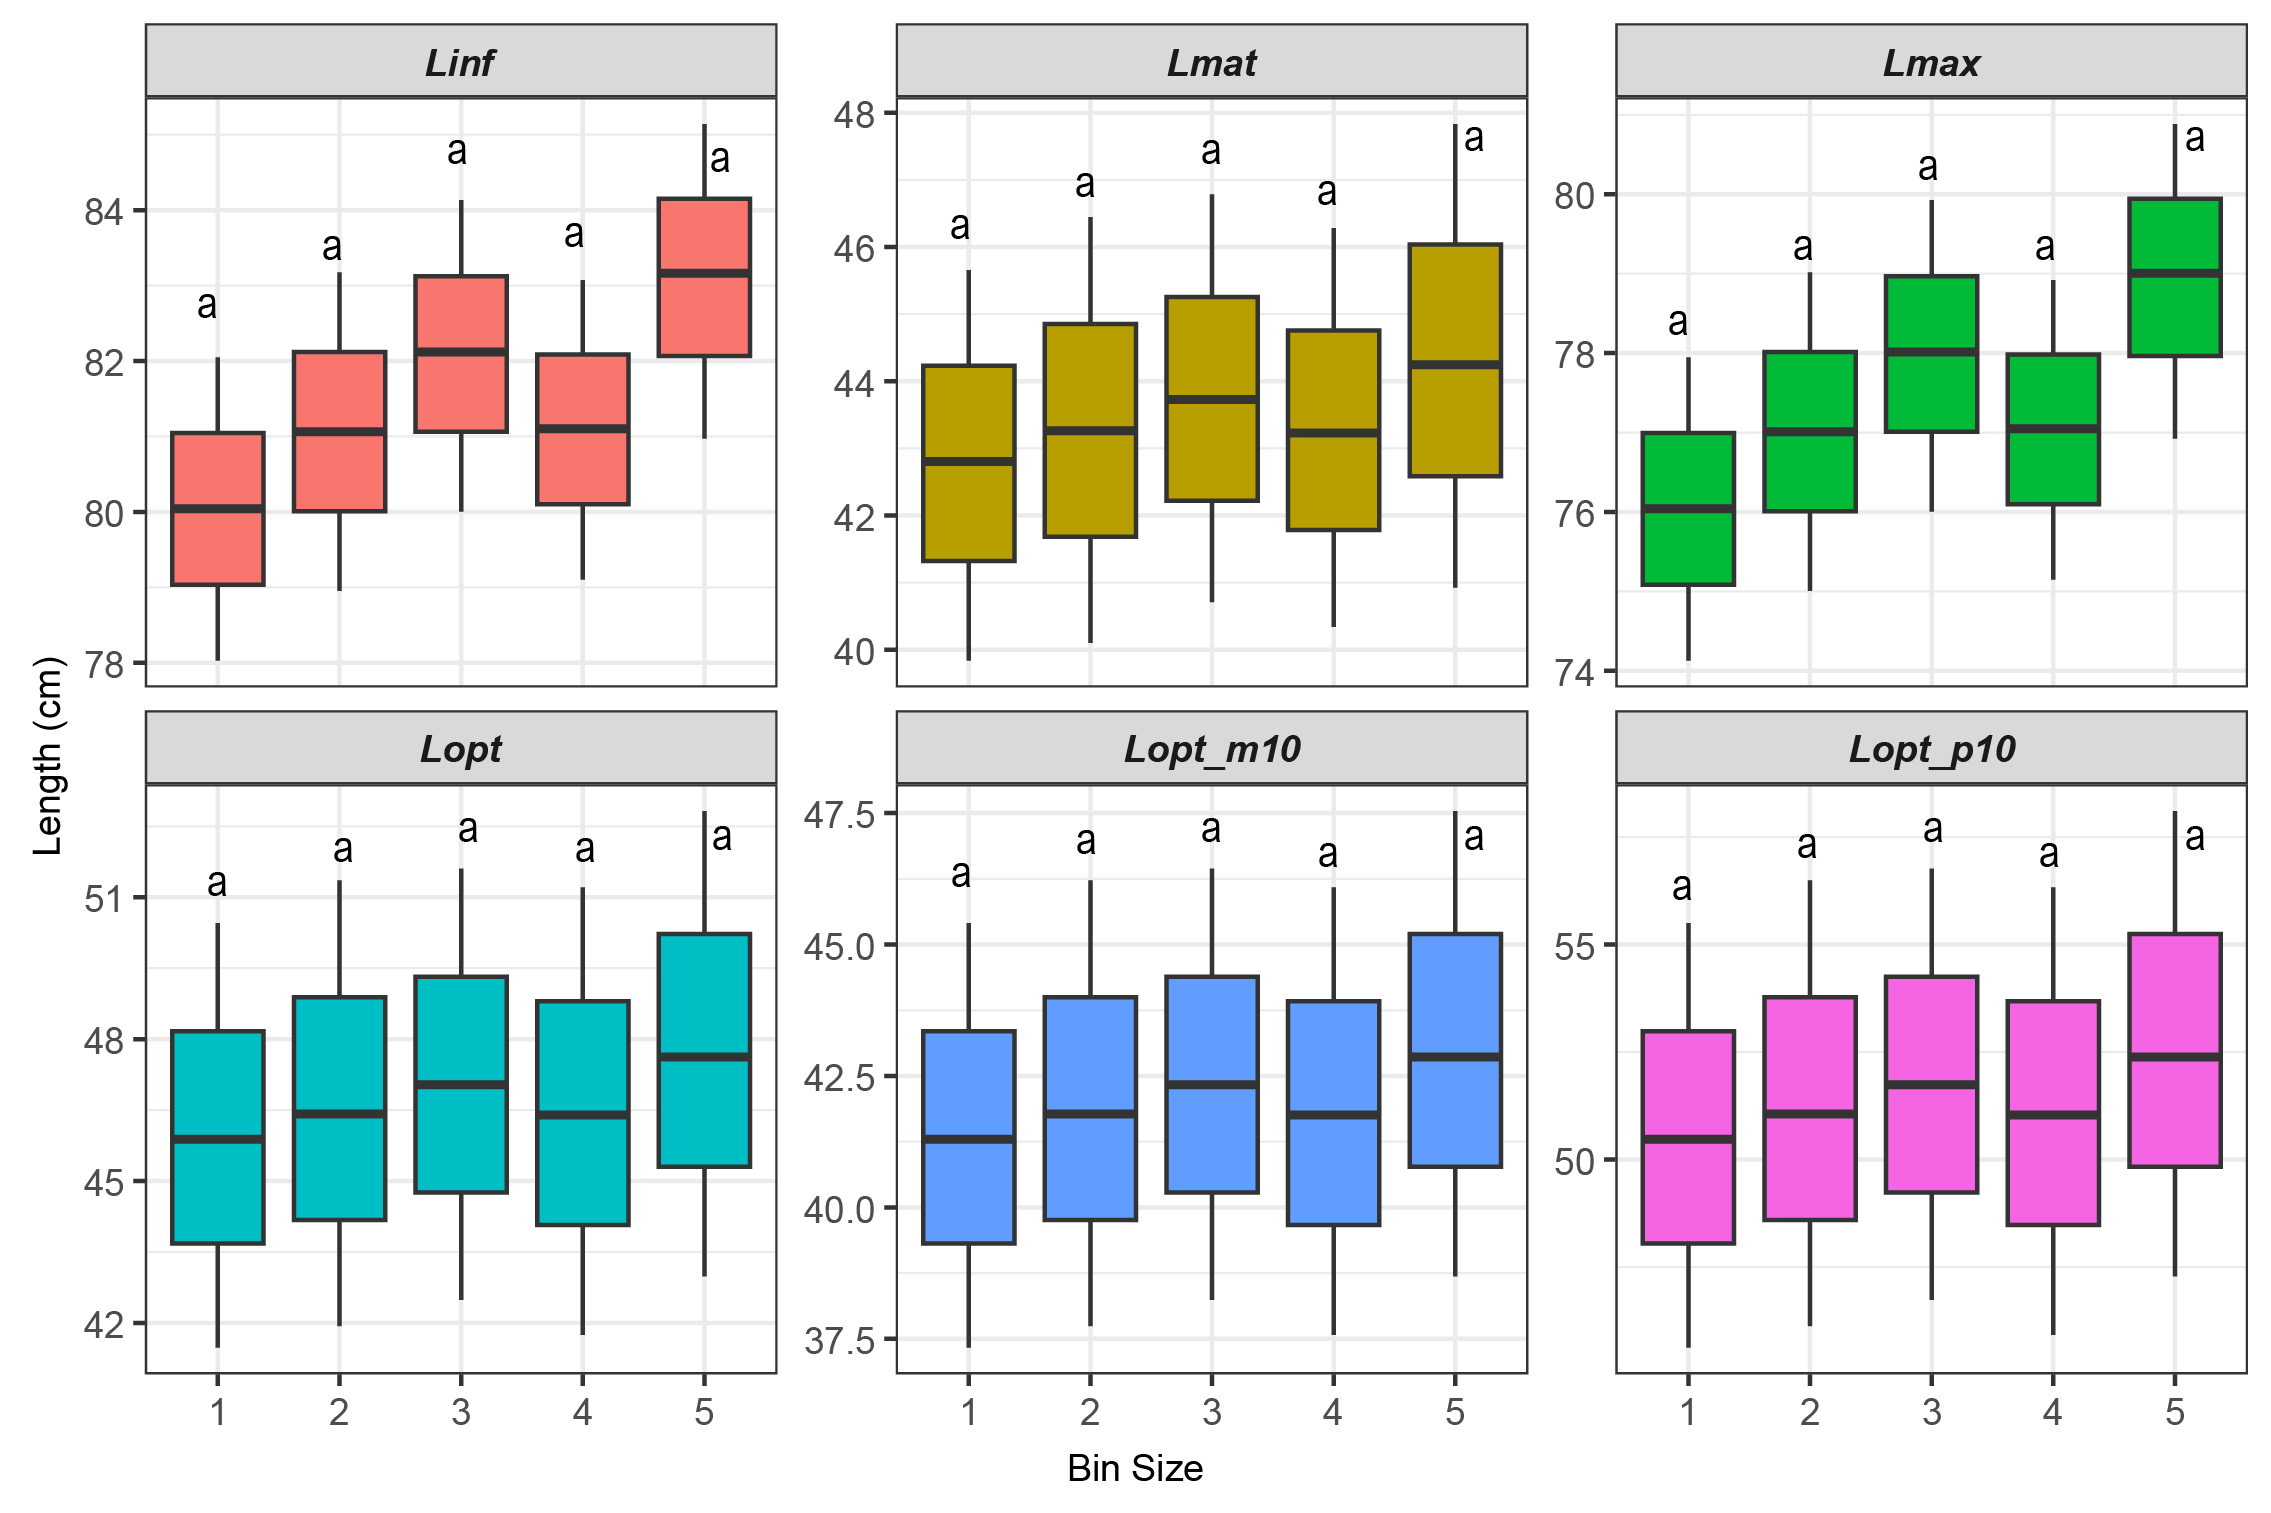 Linf
Lmat
Lmax
84
82
80
78
a
a
a
a
a
48
46
44
42
40
a
a
a
a
a
80
78
76
74
a
a
a
a
a
Length (cm)
Lopt
Lopt_m10
Lopt_p10
51
48
45
42
a
a
a
a
a
47.5
45.0
42.5
40.0
37.5
a
a
a
a
a
55
50
a
a
a
a
a
1 2 3 4 5
1 2 3 4 5
1 2 3 4 5
Bin Size